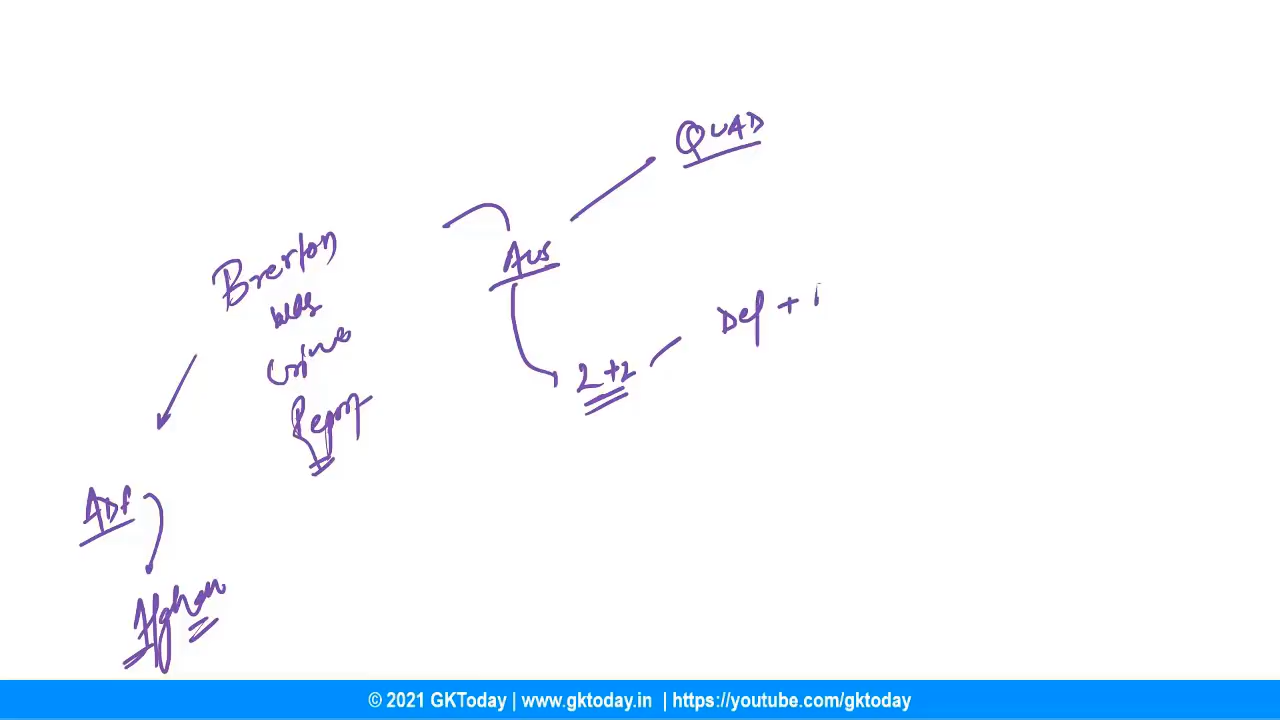 QUAD
Aus
Brerton
was
Crime
Report
2+2
Def +
ADF
Afghan
© 2021 GKToday | www.gktoday.in | https://youtube.com/gktoday